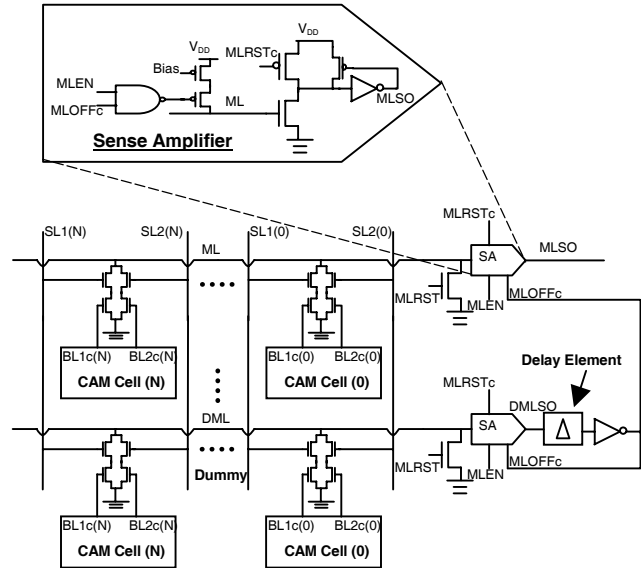 V_DD
V_DD
MLRSTc
Bias
MLEN
MLOFFc
ML
MLSO
Sense Amplifier
SL1(N)
SL2(N)
SL1(0)
SL2(0)
MLRSTc
ML
SA
MLSO
MLRST
MLEN
MLOFFc
BL1c(N)
BL2c(N)
BL1c(0)
BL2c(0)
CAM Cell (N)
CAM Cell (0)
Delay Element
MLRSTc
DML
DMLSO
SA
Δ
MLRST
Dummy
MLEN
MLOFFc
BL1c(N)
BL2c(N)
BL1c(0)
BL2c(0)
CAM Cell (N)
CAM Cell (0)